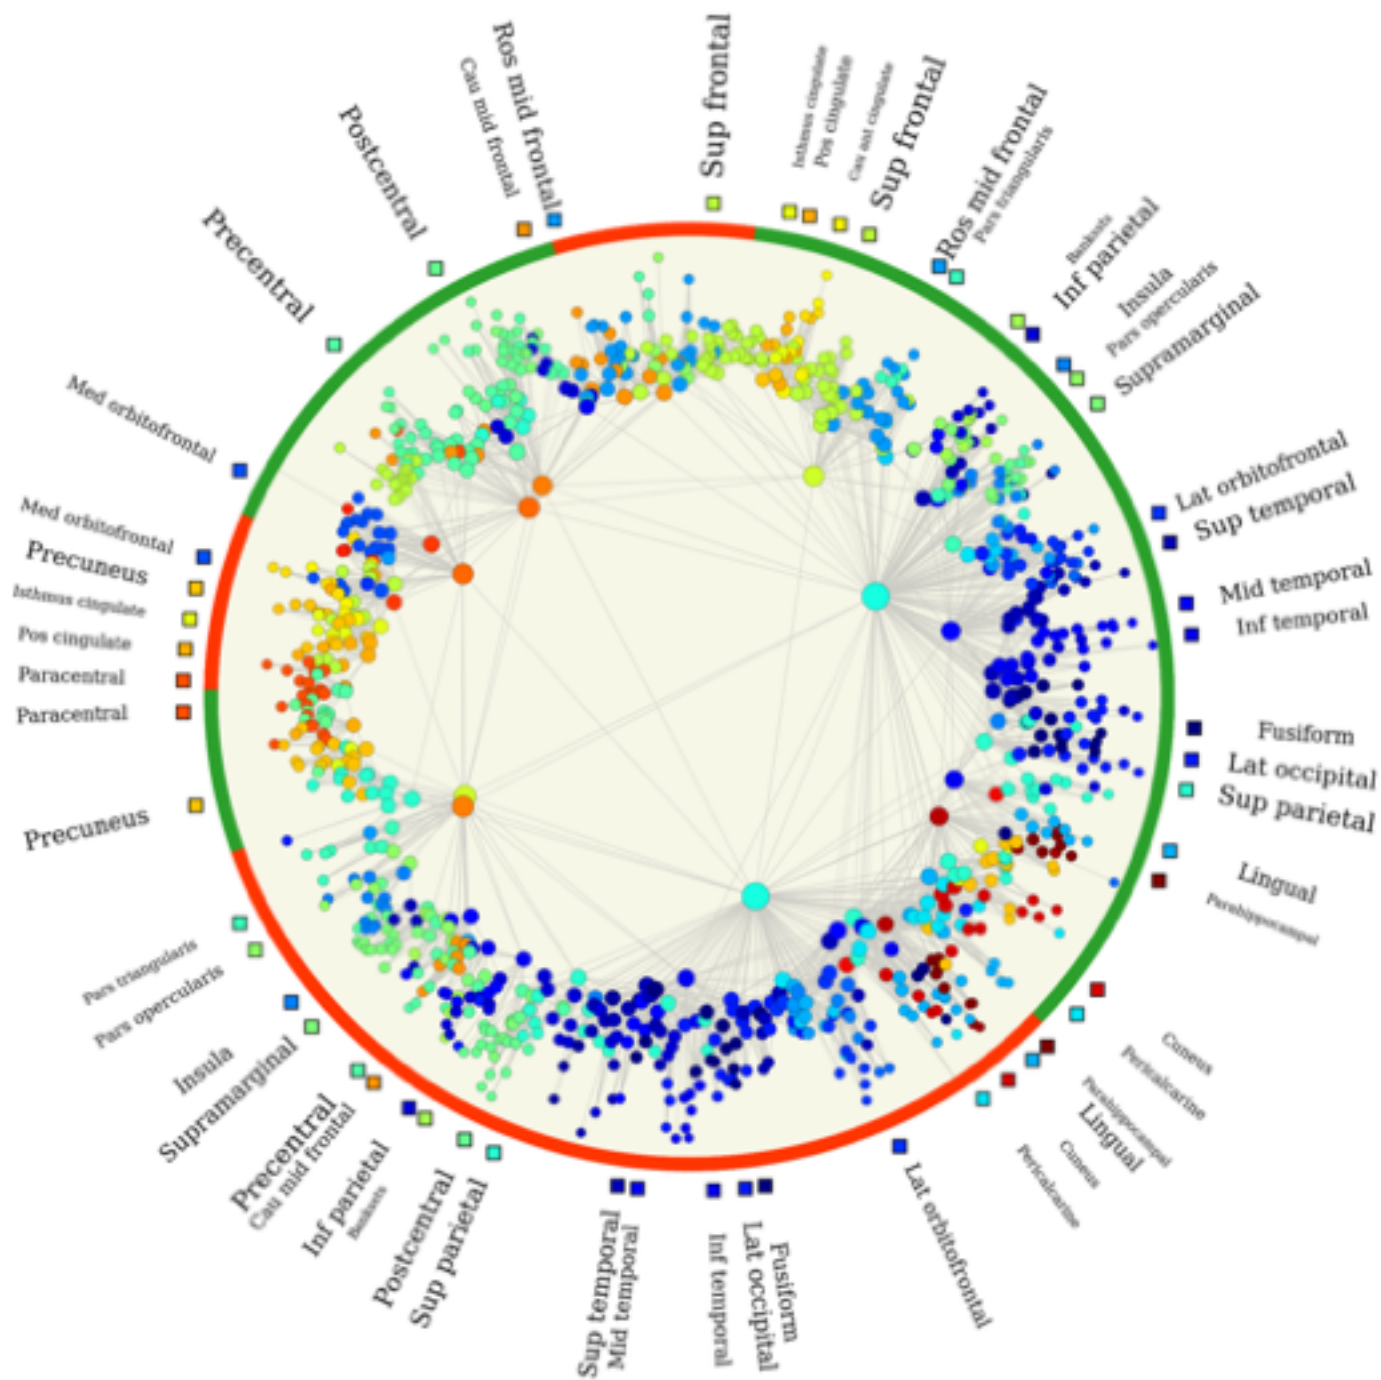 Sup frontal
Isthmus cingulate
Pos cingulate
Cau ant cingulate
Sup frontal
Ros mid frontal
Pars triangularis
Bankssts
Inf parietal
Insula
Pars opercularis
Supramarginal
Lat orbitofrontal
Sup temporal
Mid temporal
Inf temporal
Fusiform
Lat occipital
Sup parietal
Lingual
Parahippocampal
Cuneus
Pericalcarine
Parahippocampal
Lingual
Cuneus
Pericalcarine
Lat orbitofrontal
Fusiform
Lat occipital
Inf temporal
Mid temporal
Sup temporal
Sup parietal
Postcentral
Bankssts
Inf parietal
Cau mid frontal
Precentral
Supramarginal
Insula
Pars opercularis
Pars triangularis
Precuneus
Paracentral
Paracentral
Pos cingulate
Isthmus cingulate
Precuneus
Med orbitofrontal
Med orbitofrontal
Precentral
Postcentral
Cau mid frontal
Ros mid frontal